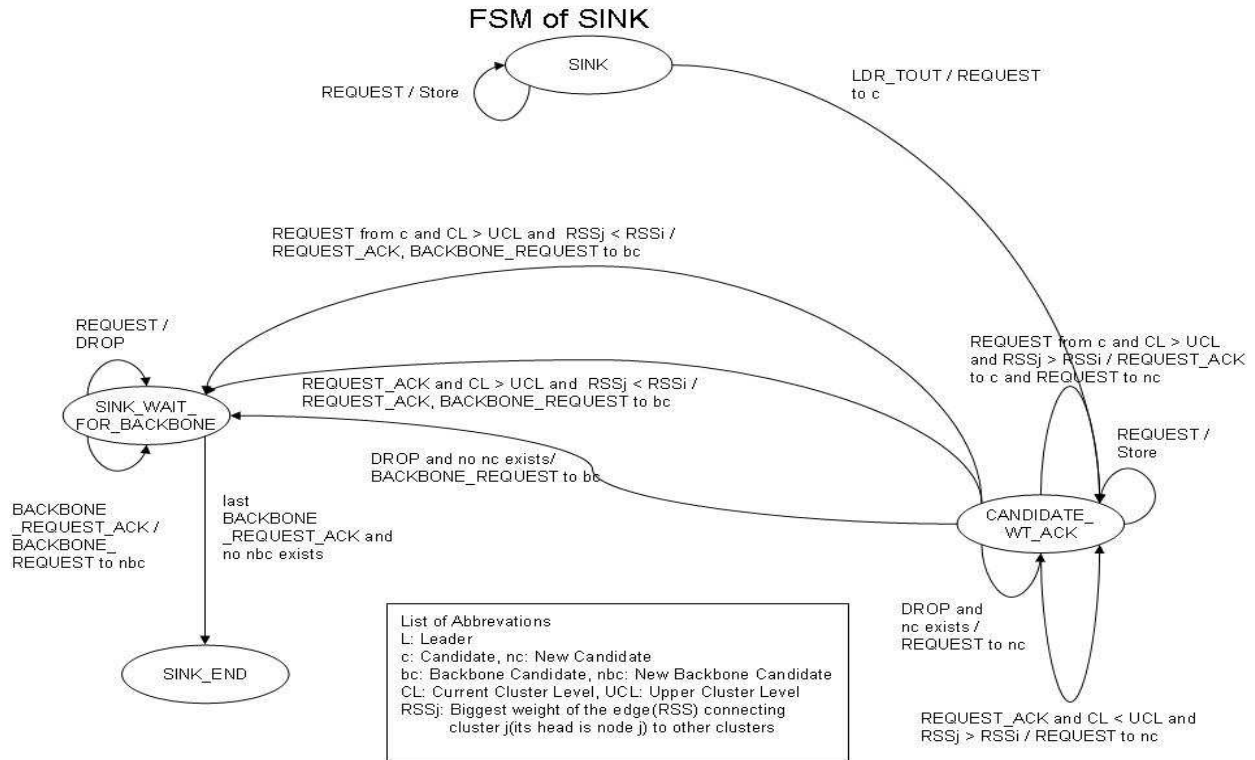 FSM of SINK
SINK
REQUEST / Store
LDR_TOUT / REQUEST
to c
REQUEST from c and CL > UCL and RSSj < RSSi /
REQUEST_ACK, BACKBONE_REQUEST to bc
REQUEST /
DROP
REQUEST from c and CL > UCL
and RSSj > RSSi / REQUEST_ACK
to c and REQUEST to nc
REQUEST_ACK and CL > UCL and RSSj < RSSi /
REQUEST_ACK, BACKBONE_REQUEST to bc
SINK_WAIT_
FOR_BACKBONE
REQUEST /
Store
DROP and no nc exists/
BACKBONE_REQUEST to bc
CANDIDATE_
WT_ACK
BACKBONE
_REQUEST_ACK /
BACKBONE_
REQUEST to nbc
last
BACKBONE
_REQUEST_ACK and
no nbc exists
DROP and
nc exists /
REQUEST to nc
SINK_END
List of Abbrevations
L: Leader
c: Candidate, nc: New Candidate
bc: Backbone Candidate, nbc: New Backbone Candidate
CL: Current Cluster Level, UCL: Upper Cluster Level
RSSj: Biggest weight of the edge(RSS) connecting
cluster j(its head is node j) to other clusters
REQUEST_ACK and CL < UCL and
RSSj > RSSi / REQUEST to nc